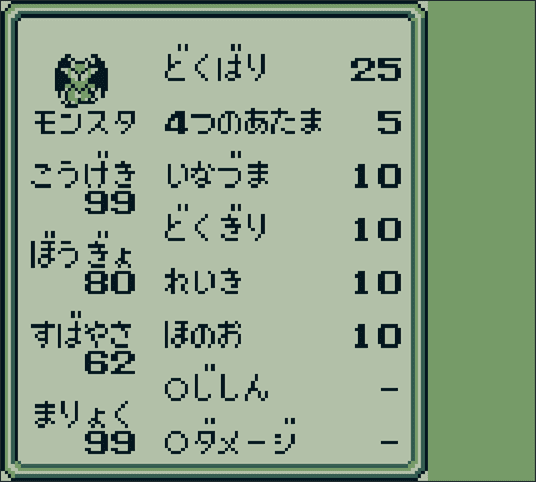 どくばり 25
モンスタ 4つのあたま 5
こうげき いなづま 10
99
どくぎり 10
ぼうぎょ
80 れいき 10
すばやさ ほのお 10
62
○じしん -
まりょく
99 ○ダメージ -